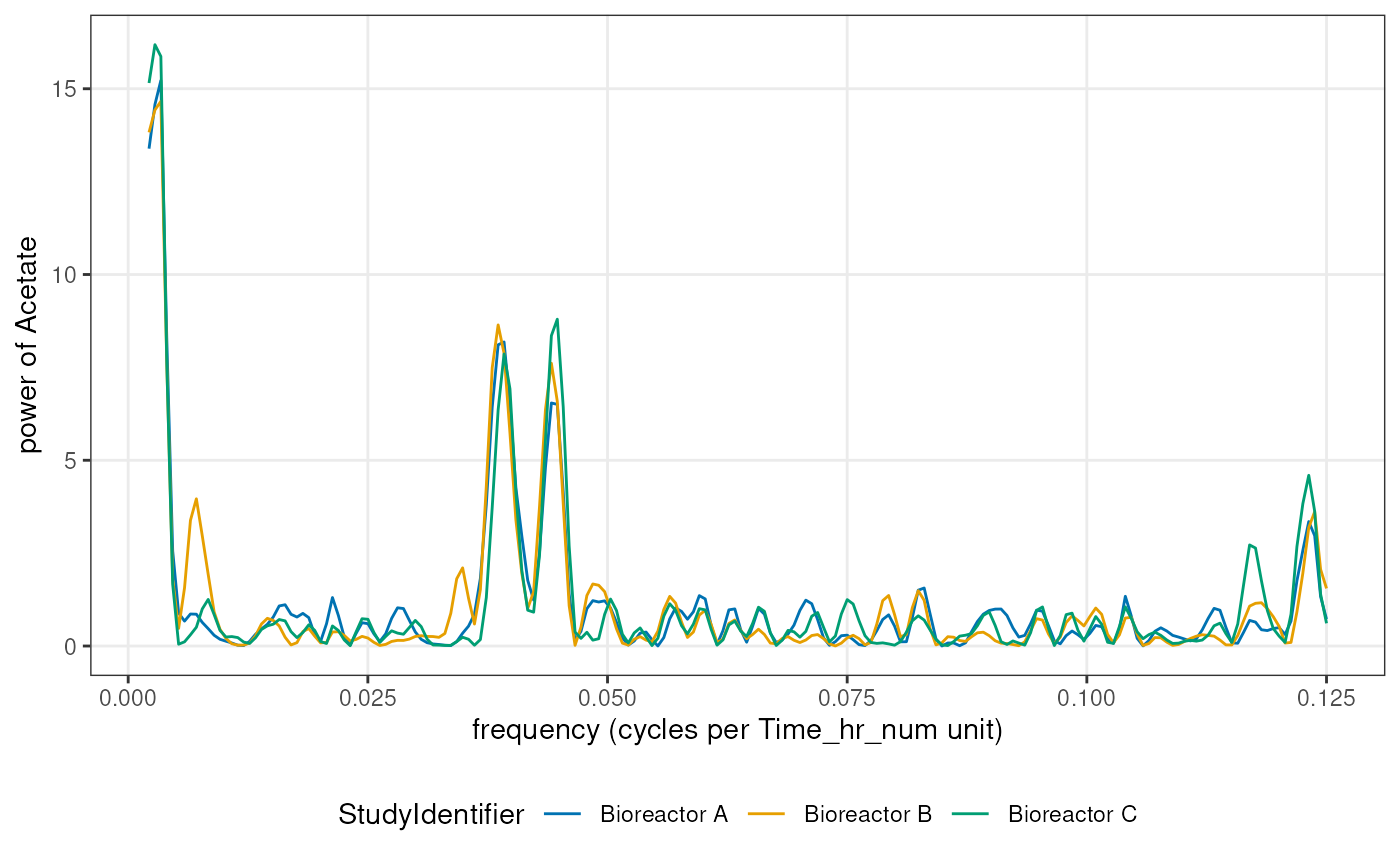 power of Acetate
15
10
5
0
0.000 0.025 0.050 0.075 0.100 0.125
frequency (cycles per Time_hr_num unit)
StudyIdentifier Bioreactor A Bioreactor B Bioreactor C